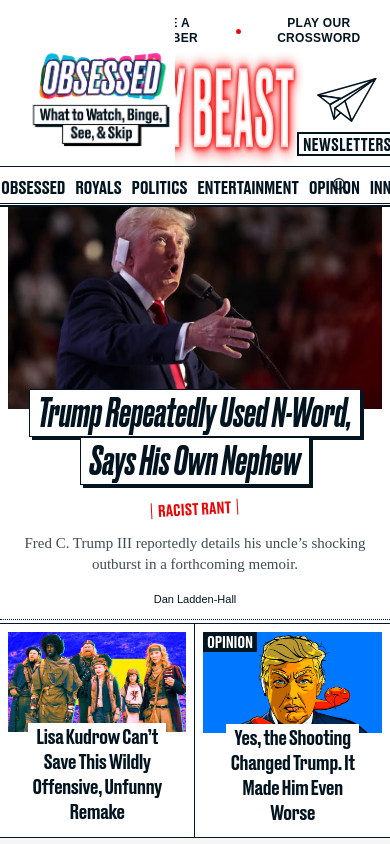 PLAY OUR
CROSSWORD
OBSESSED
What to Watch, Binge,
See, & Skip
BEAST
NEWSLETTERS
OBSESSED ROYALS POLITICS ENTERTAINMENT OPINION INN
Trump Repeatedly Used N-Word,
Says His Own Nephew
RACIST RANT
Fred C. Trump III reportedly details his uncle’s shocking
outburst in a forthcoming memoir.
Dan Ladden-Hall
Lisa Kudrow Can’t
Save This Wildly
Offensive, Unfunny
Remake
OPINION
Yes, the Shooting
Changed Trump. It
Made Him Even
Worse